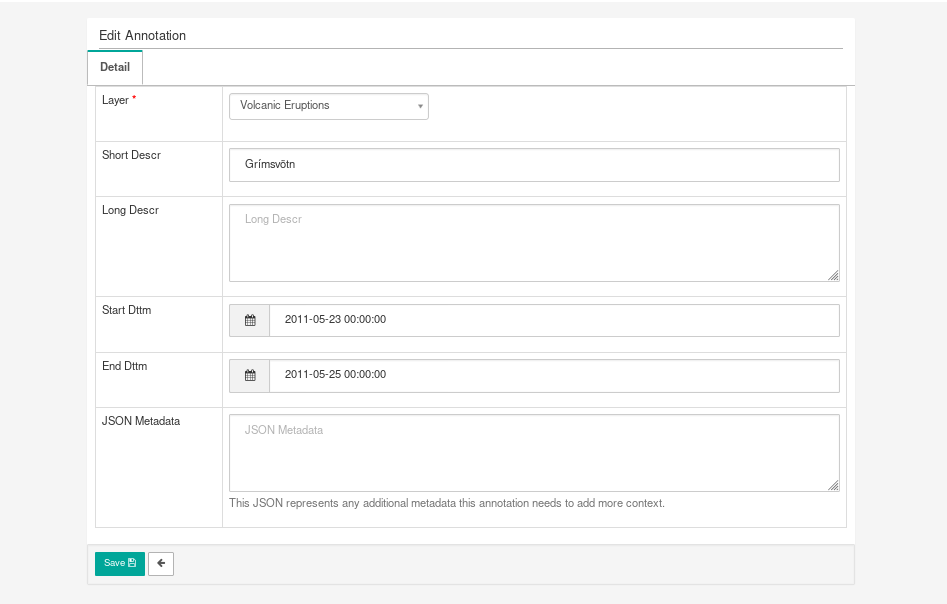 Edit Annotation
Detail
Layer *
Volcanic Eruptions
Short Descr
Grímsvötn
Long Descr
Long Descr
Start Dttm
2011-05-23 00:00:00
End Dttm
2011-05-25 00:00:00
JSON Metadata
JSON Metadata
This JSON represents any additional metadata this annotation needs to add more context.
Save